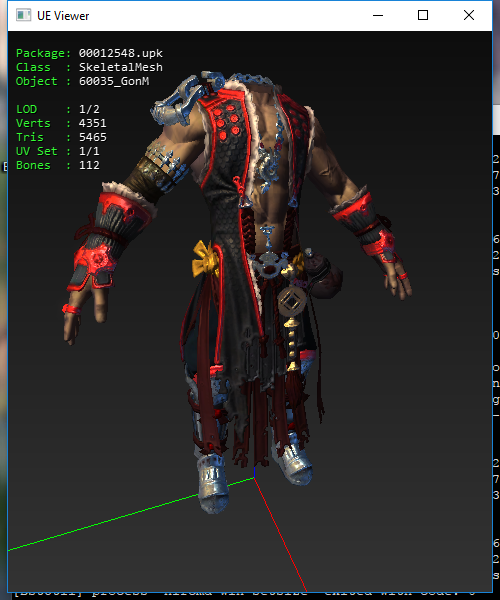 UE Viewer
Package: 00012548.upk
Class  : SkeletalMesh
Object : 60035_GonM
LOD    : 1/2
Verts  : 4351
Tris   : 5465
UV Set : 1/1
Bones  : 112